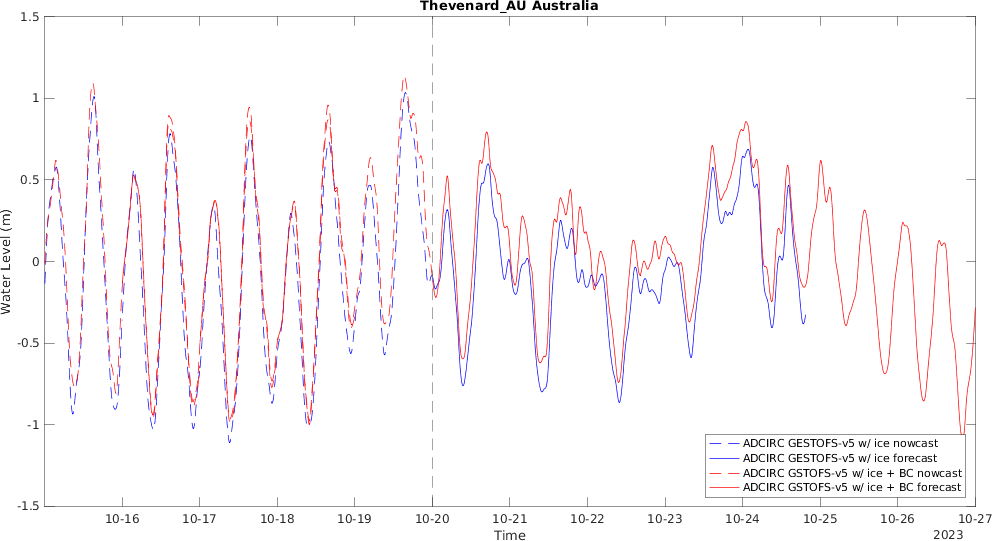 Thevenard_AU Australia
Water Level (m)
1.5
1
0.5
0
-0.5
-1
-1.5
10-16 10-17 10-18 10-19 10-20 10-21 10-22 10-23 10-24 10-25 10-26 10-27
Time
2023
ADCIRC GESTOFS-v5 w/ ice nowcast
ADCIRC GESTOFS-v5 w/ ice forecast
ADCIRC GSTOFS-v5 w/ ice + BC nowcast
ADCIRC GSTOFS-v5 w/ ice + BC forecast